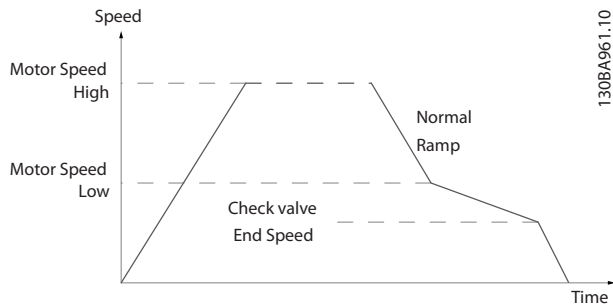 Speed
130BA961.10
Motor Speed
High
Normal
Ramp
Motor Speed
Low
Check valve
End Speed
Time